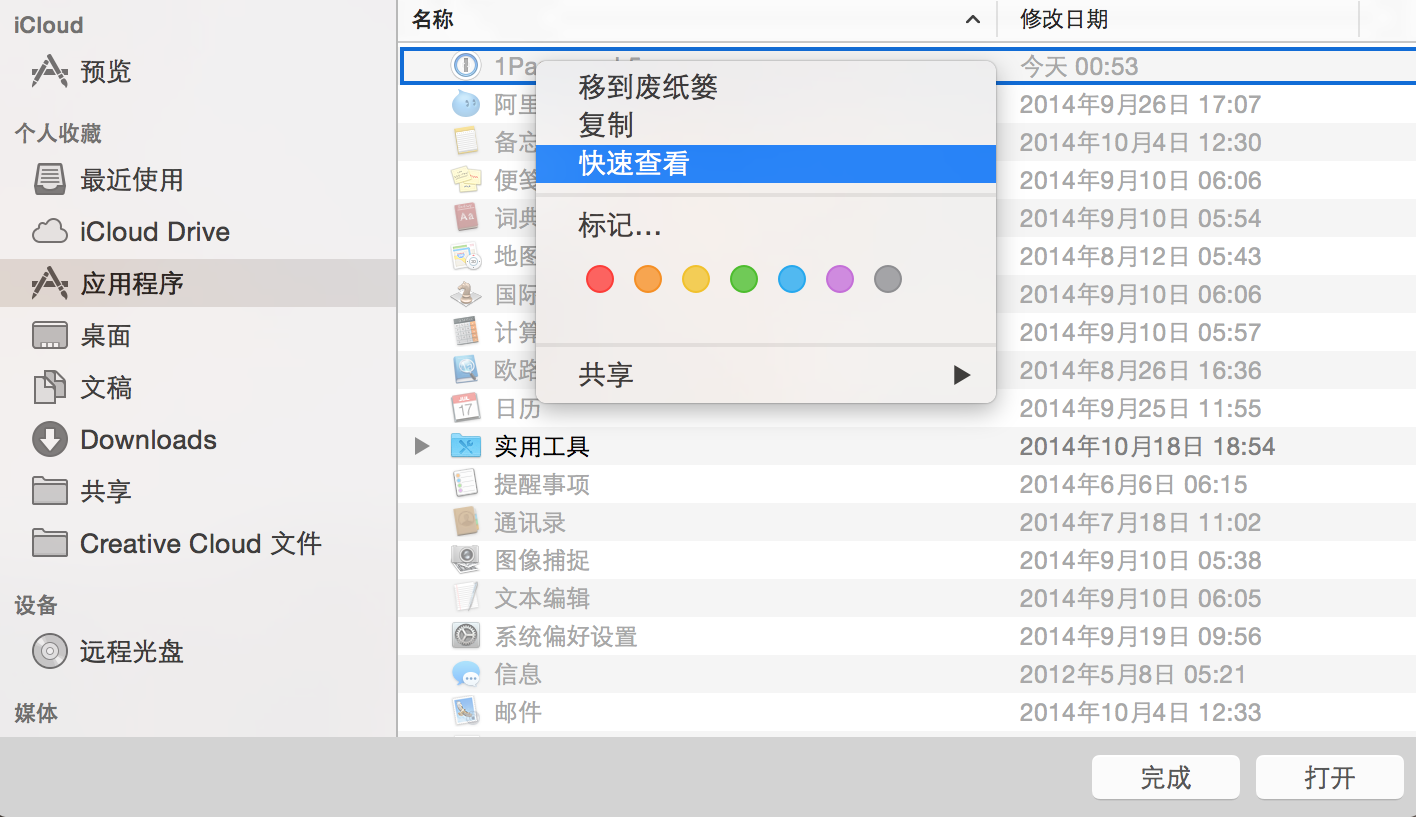 iCloud
预览
个人收藏
最近使用
iCloud Drive
应用程序
桌面
文稿
Downloads
共享
Creative Cloud 文件
设备
远程光盘
媒体
名称 修改日期
1Pa 今天 00:53
阿里 2014年9月26日 17:07
备忘 2014年10月4日 12:30
便笺 2014年9月10日 06:06
词典 2014年9月10日 05:54
地图 2014年8月12日 05:43
国际 2014年9月10日 06:06
计算 2014年9月10日 05:57
欧路 2014年8月26日 16:36
日历 2014年9月25日 11:55
实用工具 2014年10月18日 18:54
提醒事项 2014年6月6日 06:15
通讯录 2014年7月18日 11:02
图像捕捉 2014年9月10日 05:38
文本编辑 2014年9月10日 06:05
系统偏好设置 2014年9月19日 09:56
信息 2012年5月8日 05:21
邮件 2014年10月4日 12:33
移到废纸篓
复制
快速查看
标记...
共享
完成 打开